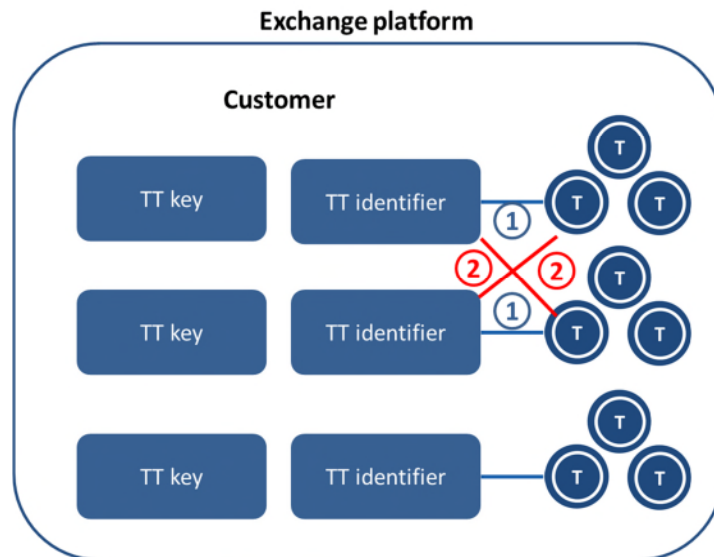 Exchange platform
Customer
T
TT key
TT identifier
1
T
T
2
2
T
TT key
TT identifier
1
T
T
T
TT key
TT identifier
T
T